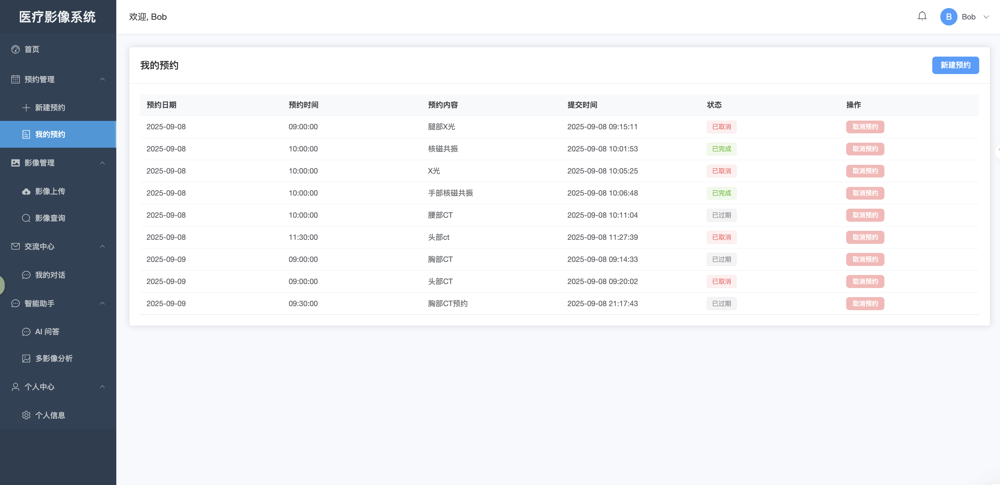 医疗影像系统
欢迎, Bob
B
Bob
首页
预约管理
新建预约
我的预约
影像管理
影像上传
影像查询
交流中心
我的对话
智能助手
AI 问答
多影像分析
个人中心
个人信息
我的预约
新建预约
预约日期 预约时间 预约内容 提交时间 状态 操作
2025-09-08 09:00:00 腿部X光 2025-09-08 09:15:11 已取消 取消预约
2025-09-08 10:00:00 核磁共振 2025-09-08 10:01:53 已完成 取消预约
2025-09-08 10:00:00 X光 2025-09-08 10:05:25 已取消 取消预约
2025-09-08 10:00:00 手部核磁共振 2025-09-08 10:06:48 已完成 取消预约
2025-09-08 10:00:00 腰部CT 2025-09-08 10:11:04 已过期 取消预约
2025-09-08 11:30:00 头部ct 2025-09-08 11:27:39 已取消 取消预约
2025-09-09 09:00:00 胸部CT 2025-09-08 09:14:33 已过期 取消预约
2025-09-09 09:00:00 头部CT 2025-09-08 09:20:02 已取消 取消预约
2025-09-09 09:30:00 胸部CT预约 2025-09-08 21:17:43 已过期 取消预约